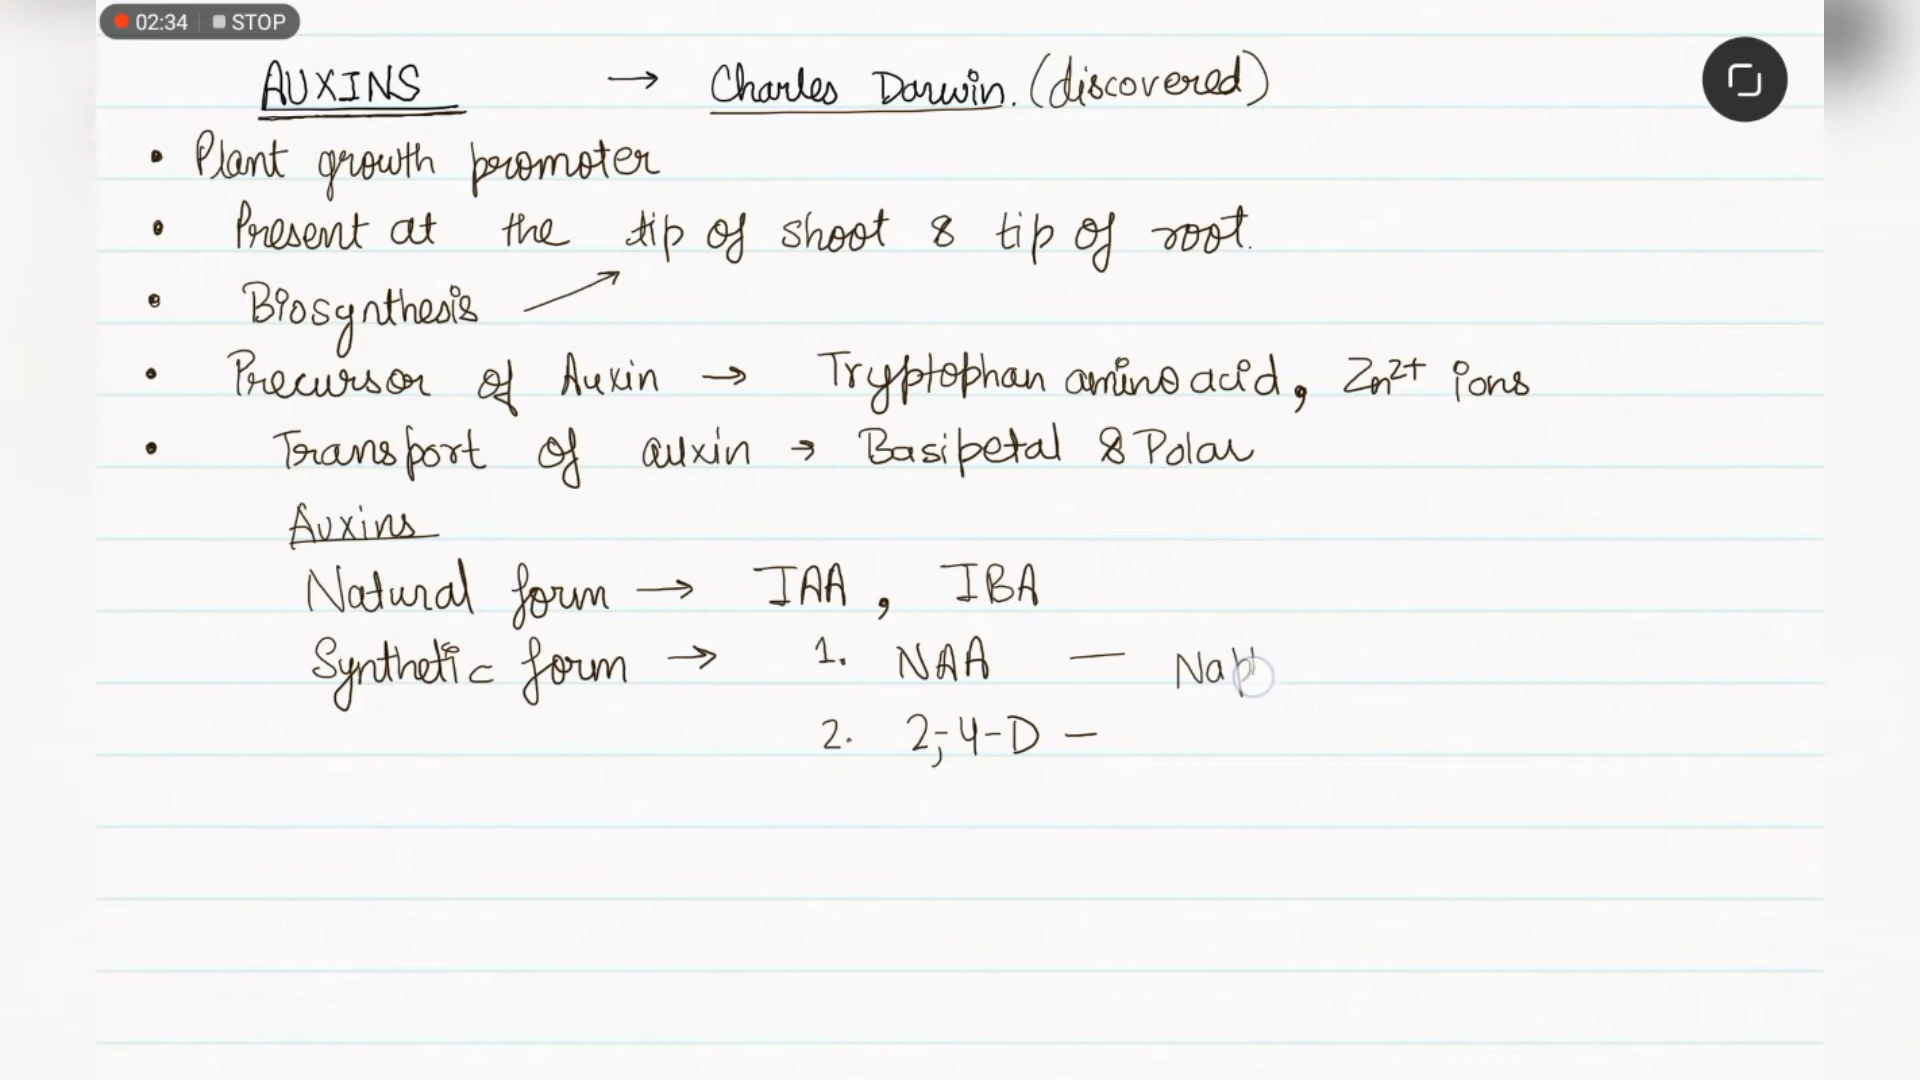 02:34 STOP
AUXINS → Charles Darwin. (discovered)
• Plant growth promoter
• Present at the tip of shoot & tip of root.
• Biosynthesis ↗
• Precursor of Auxin → Tryptophan amino acid, Zn2+ ions
• Transport of auxin → Basipetal & Polar
Auxins
Natural form → IAA, IBA
Synthetic form → 1. NAA — Nap
2. 2,-4-D -